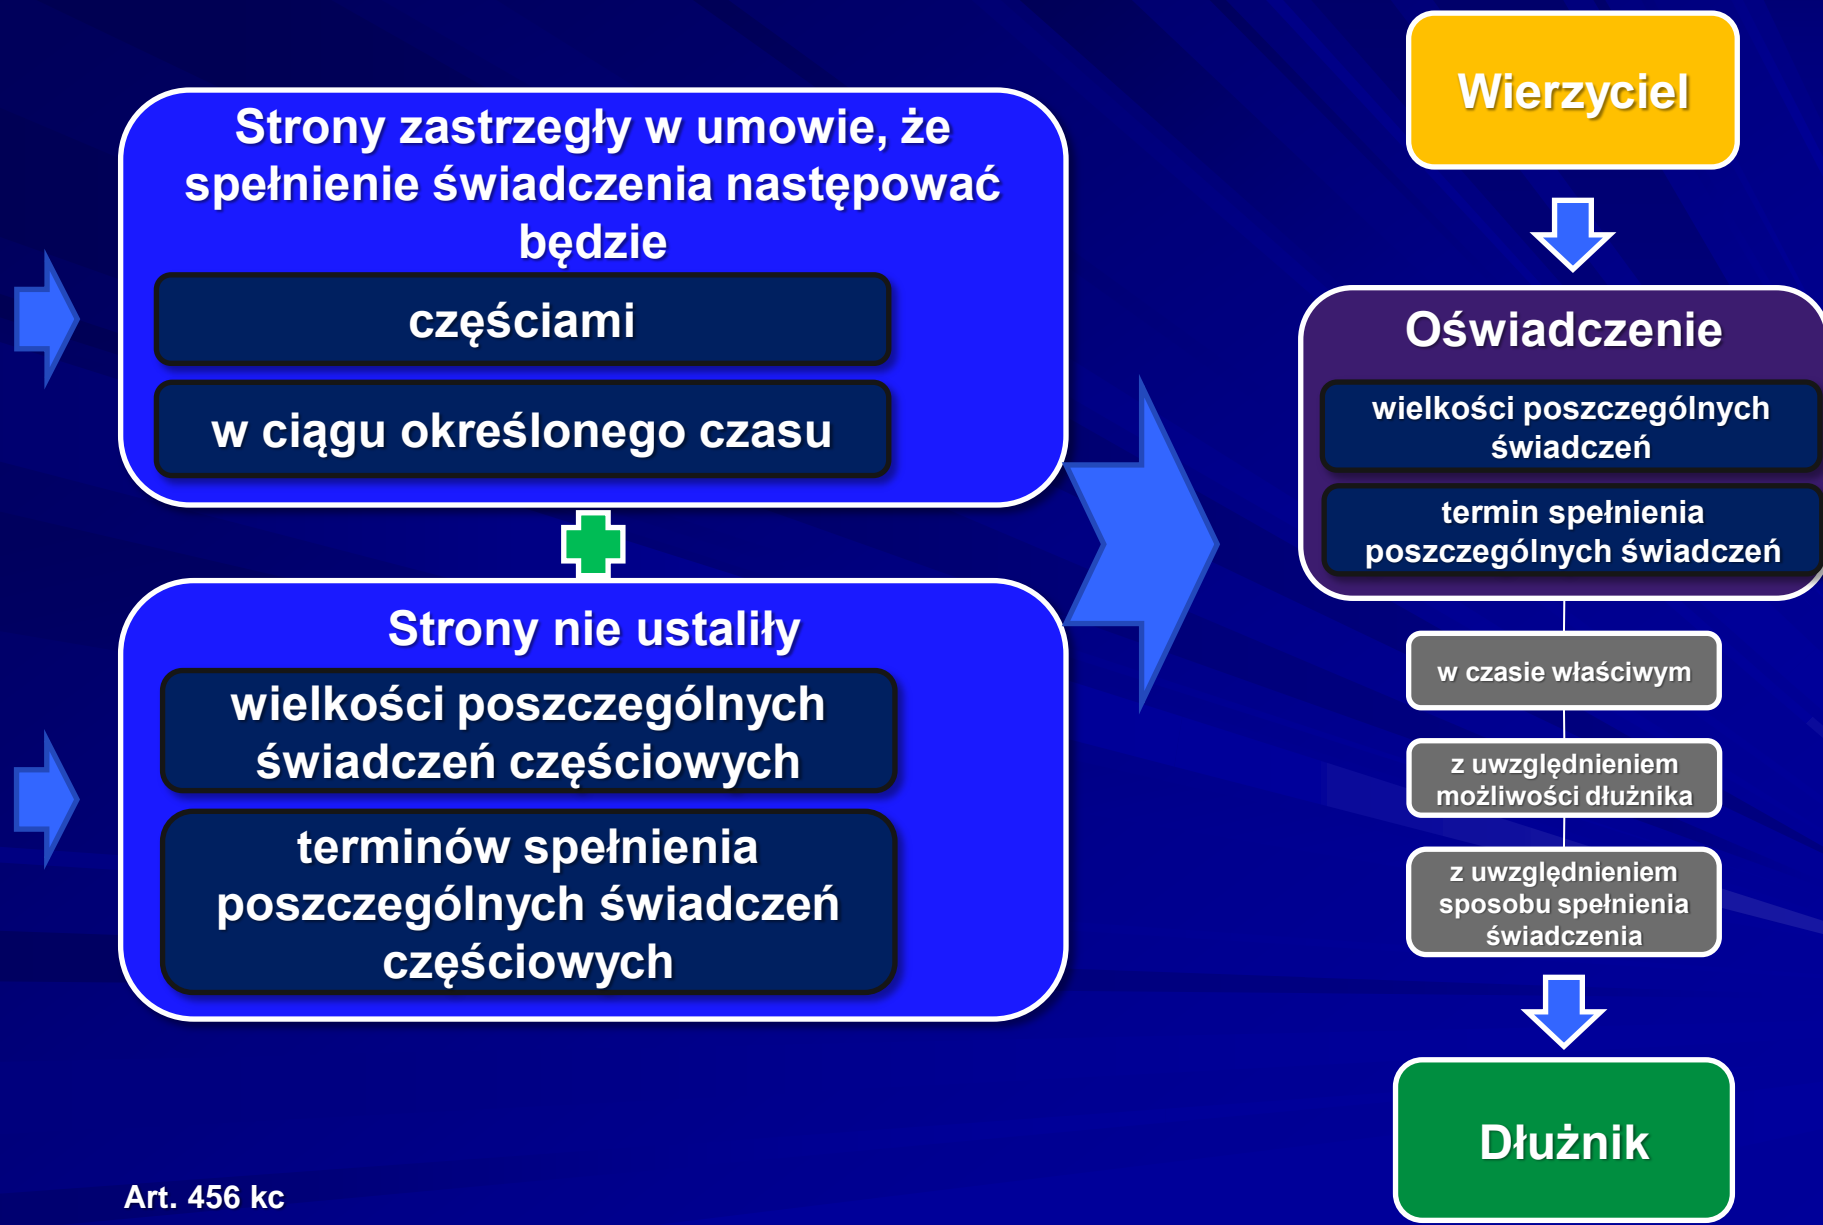 Strony zastrzegły w umowie, że
spełnienie świadczenia następować
będzie
częściami
w ciągu określonego czasu
Strony nie ustaliły
wielkości poszczególnych
świadczeń częściowych
terminów spełnienia
poszczególnych świadczeń
częściowych
Wierzyciel
Oświadczenie
wielkości poszczególnych
świadczeń
termin spełnienia
poszczególnych świadczeń
w czasie właściwym
z uwzględnieniem
możliwości dłużnika
z uwzględnieniem
sposobu spełnienia
świadczenia
Dłużnik
Art. 456 kc